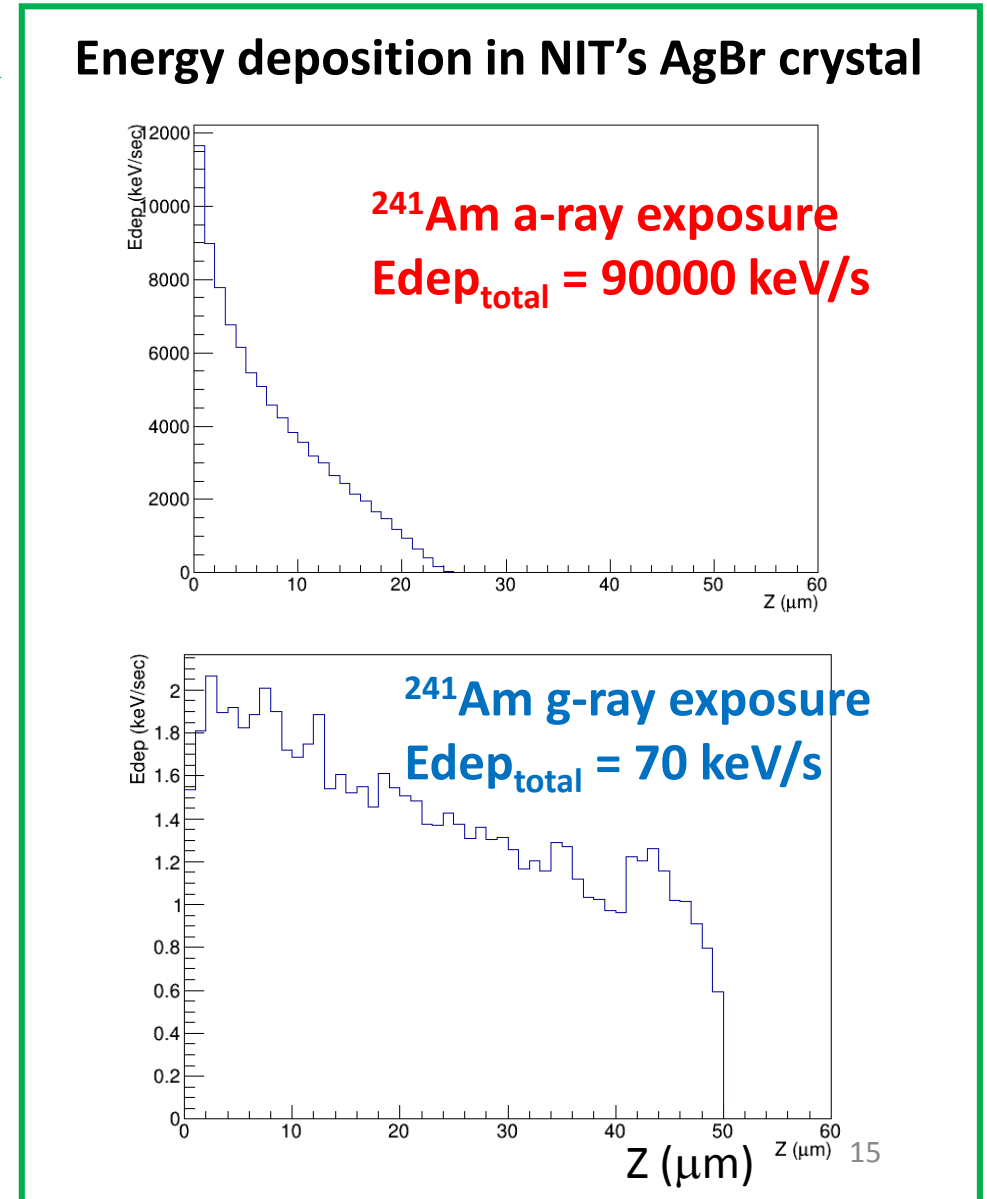 Energy deposition in NIT's AgBr crystal
Edep (keV/sec)
12000
10000
8000
6000
4000
2000
0
241Am a-ray exposure
Edeptotal = 90000 keV/s
0 10 20 30 40 50 60
Z (μm)
Edep (keV/sec)
2
1.8
1.6
1.4
1.2
1
0.8
0.6
0.4
0.2
0
241Am g-ray exposure
Edeptotal = 70 keV/s
0 10 20 30 40 50 60
Z (μm)
Z (μm)
15